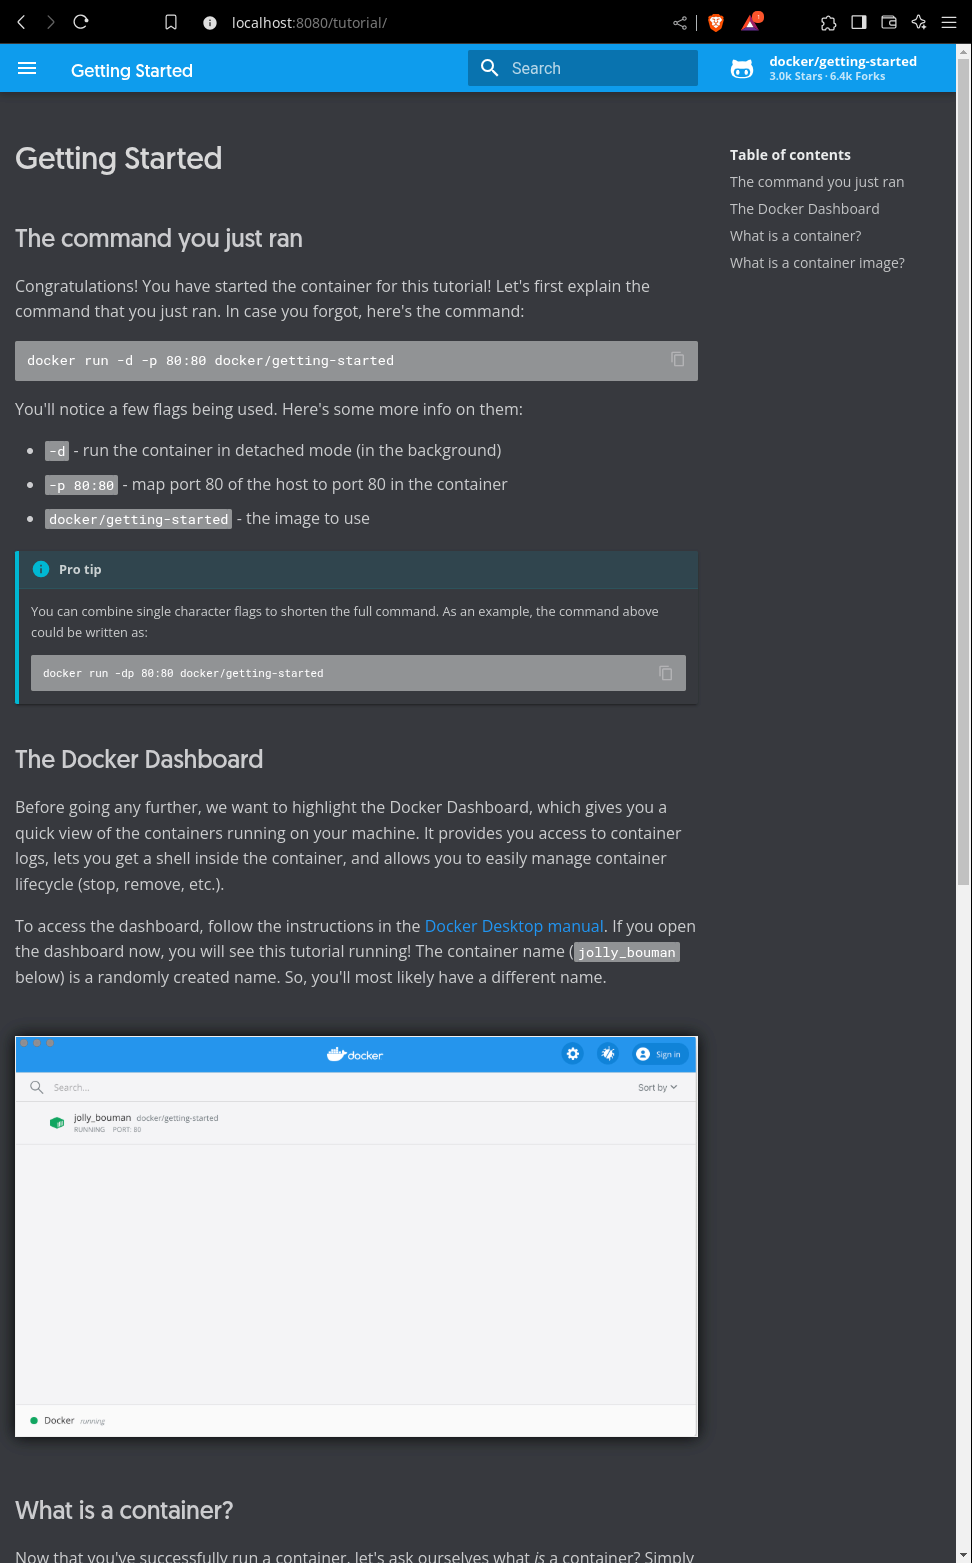 localhost:8080/tutorial/
Getting Started
Search
docker/getting-started
3.0k Stars · 6.4k Forks
Getting Started
Table of contents
The command you just ran
The Docker Dashboard
What is a container?
What is a container image?
The command you just ran
Congratulations! You have started the container for this tutorial! Let's first explain the
command that you just ran. In case you forgot, here's the command:
docker run -d -p 80:80 docker/getting-started
You'll notice a few flags being used. Here's some more info on them:
-d - run the container in detached mode (in the background)
-p 80:80 - map port 80 of the host to port 80 in the container
docker/getting-started - the image to use
Pro tip
You can combine single character flags to shorten the full command. As an example, the command above
could be written as:
docker run -dp 80:80 docker/getting-started
The Docker Dashboard
Before going any further, we want to highlight the Docker Dashboard, which gives you a
quick view of the containers running on your machine. It provides you access to container
logs, lets you get a shell inside the container, and allows you to easily manage container
lifecycle (stop, remove, etc.).
To access the dashboard, follow the instructions in the Docker Desktop manual. If you open
the dashboard now, you will see this tutorial running! The container name (jolly_bouman
below) is a randomly created name. So, you'll most likely have a different name.
docker
Sign in
Search...
Sort by
jolly_bouman docker/getting-started
RUNNING PORT: 80
Docker running
What is a container?
Now that you've successfully run a container, let's ask ourselves what is a container? Simply